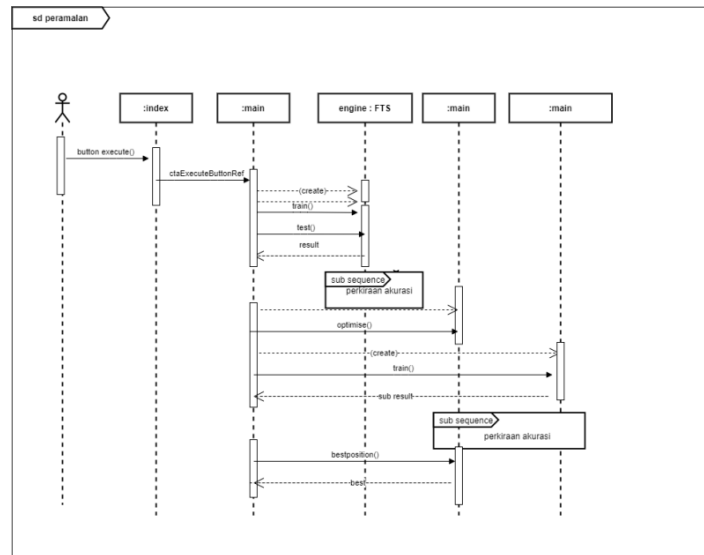 sd peramalan
:index
:main
engine : FTS
:main
:main
button execute()
ctaExecuteButtonRef
(create)
train()
test()
result
sub sequence
perkiraan akurasi
optimise()
(create)
train()
sub result
sub sequence
perkiraan akurasi
bestposition()
best